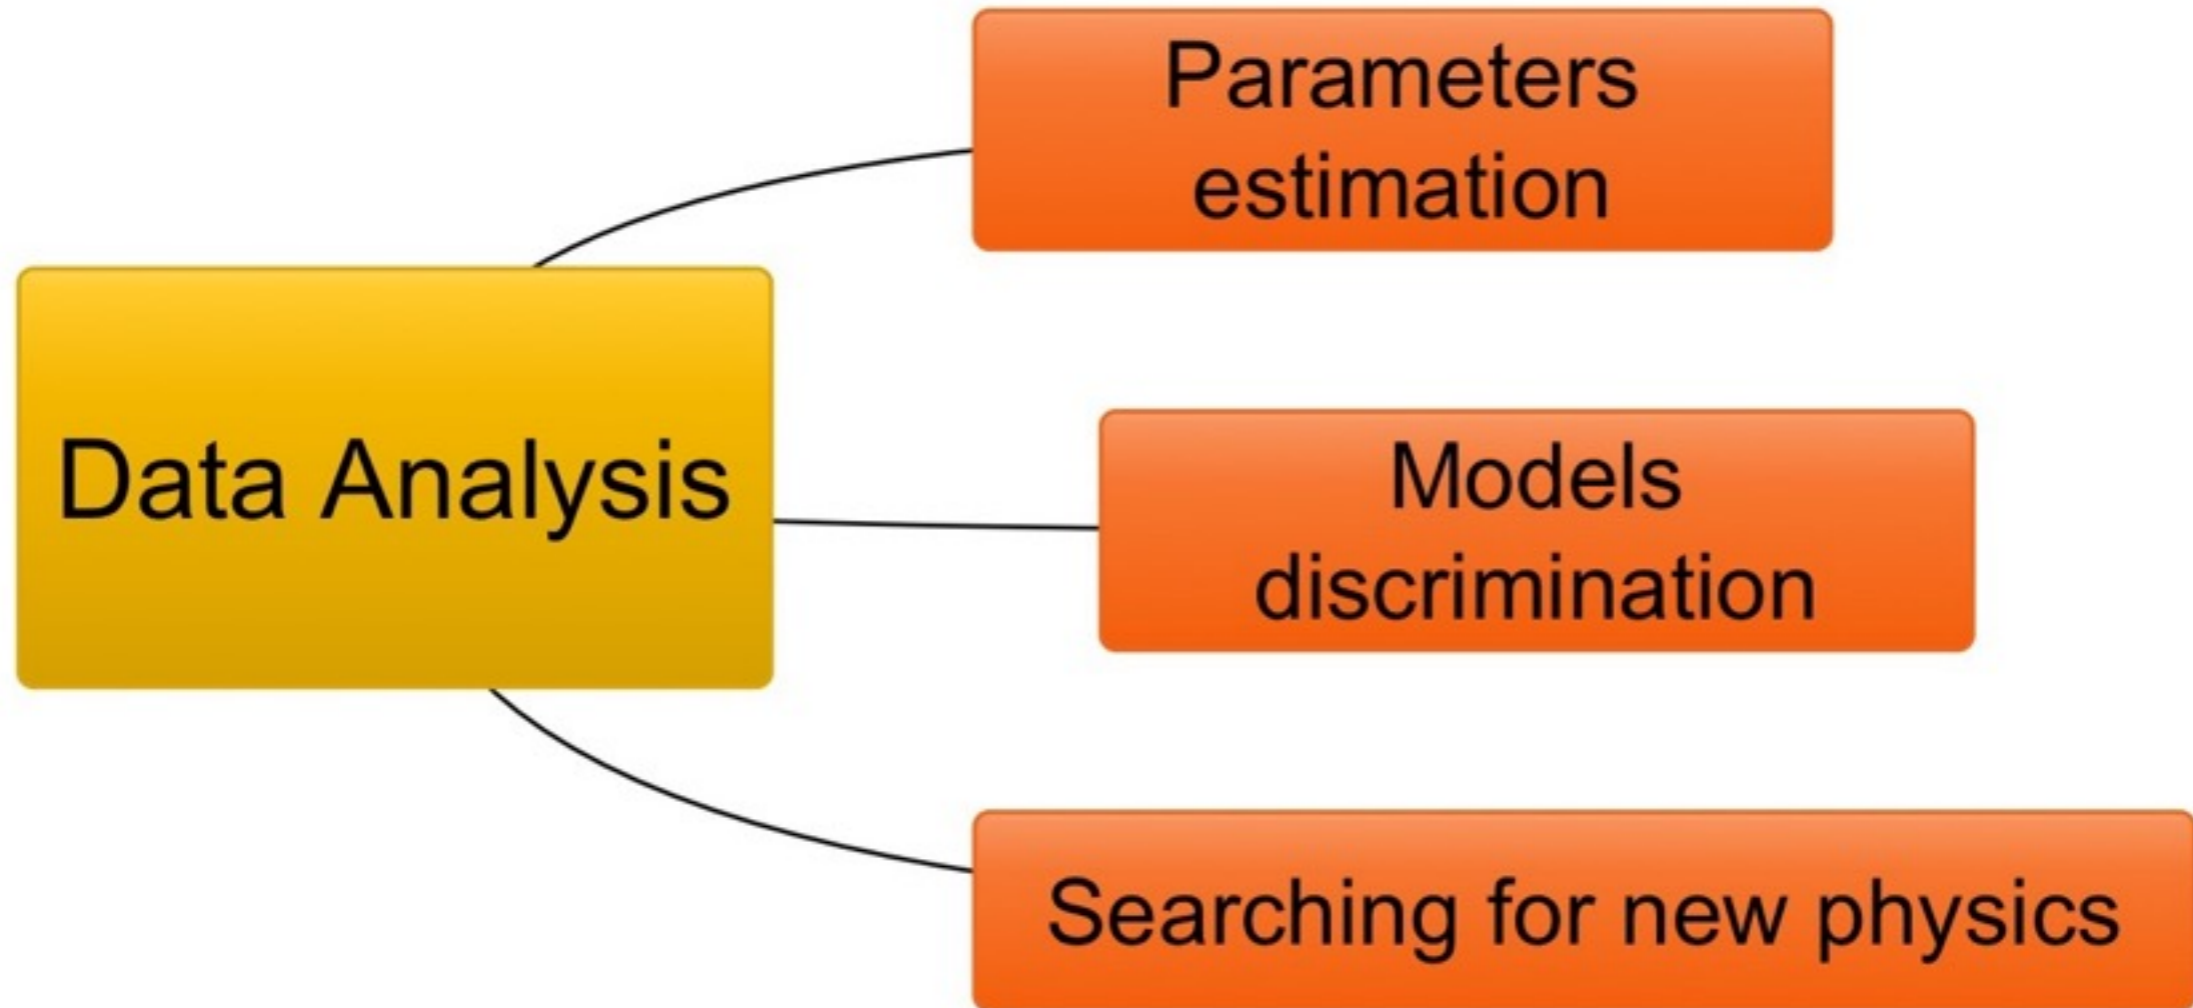 Parameters
estimation
Data Analysis
Models
discrimination
Searching for new physics